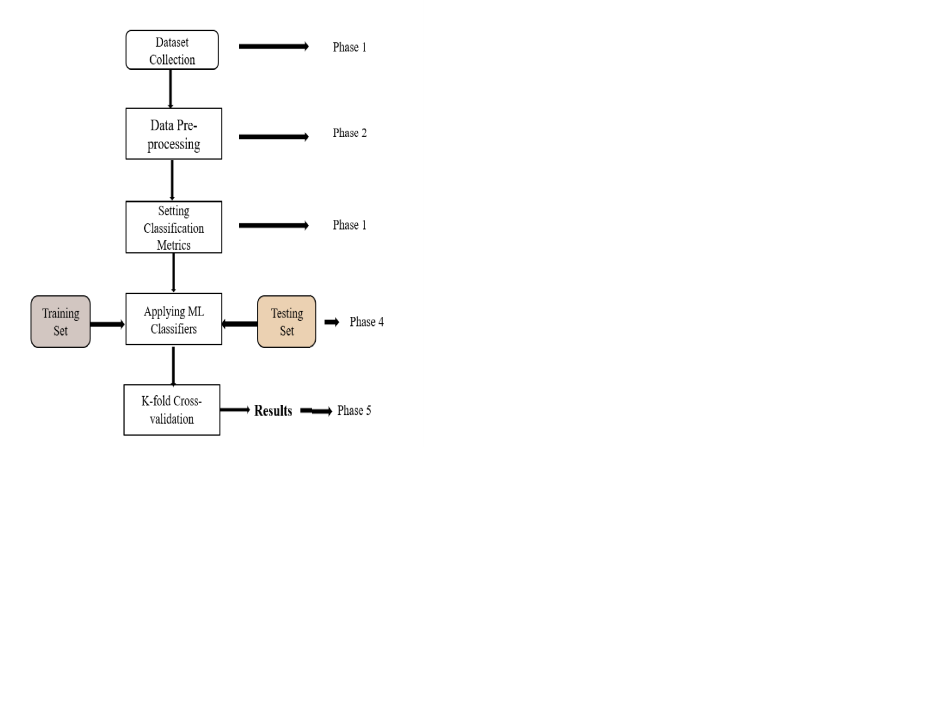 Dataset
Collection
Phase 1
Data Pre-
processing
Phase 2
Setting
Classification
Metrics
Phase 1
Training
Set
Applying ML
Classifiers
Testing
Set
Phase 4
K-fold Cross-
validation
Results
Phase 5